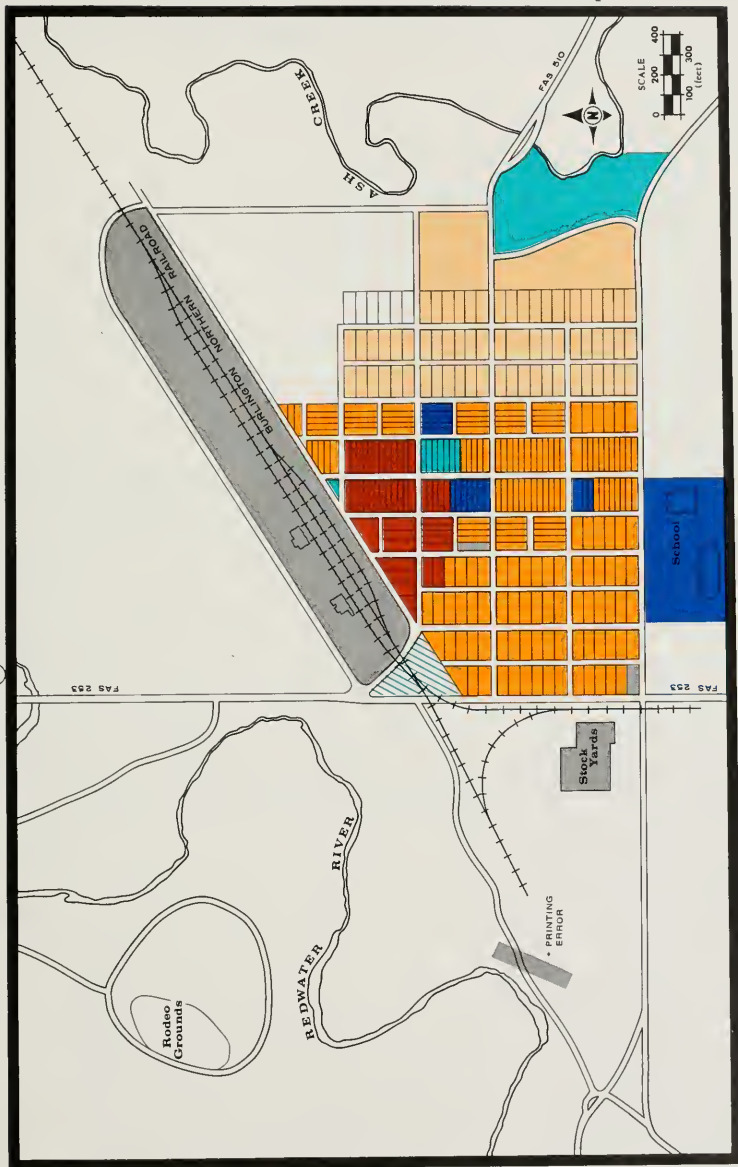 ASH CREEK
FAS 510
N
SCALE
0 200 400
100 300
(feet)
BURLINGTON NORTHERN RAILROAD
FAS 253
FAS 253
School
Stock
Yards
REDWATER RIVER
Rodeo
Grounds
* PRINTING
ERROR